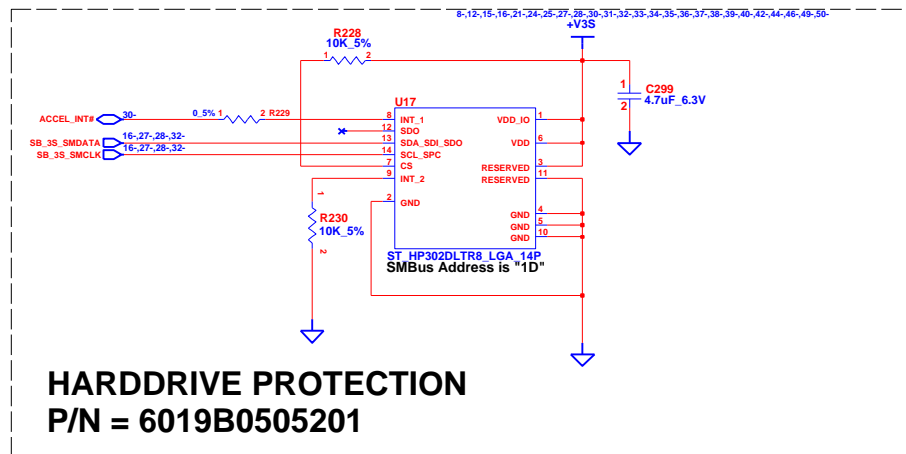 8-,12-,15-,16-,21-,24-,25-,27-,28-,30-,31-,32-,33-,34-,35-,36-,37-,38-,39-,40-,42-,44-,46-,49-,50-
+V3S
R228
10K_5%
1 2
1
C299
4.7uF_6.3V
2
U17
ACCEL_INT# 30- 0_5% 1 2 R229 8 INT_1 VDD_IO 1
12 SDO
SB_3S_SMDATA 16-,27-,28-,32- 13 SDA_SDI_SDO VDD 6
SB_3S_SMCLK 16-,27-,28-,32- 14 SCL_SPC
7 CS RESERVED 3
9 INT_2 RESERVED 11
1
2 GND
R230
10K_5%
2
GND 4
GND 5
GND 10
ST_HP302DLTR8_LGA_14P
SMBus Address is "1D"
HARDDRIVE PROTECTION
P/N = 6019B0505201